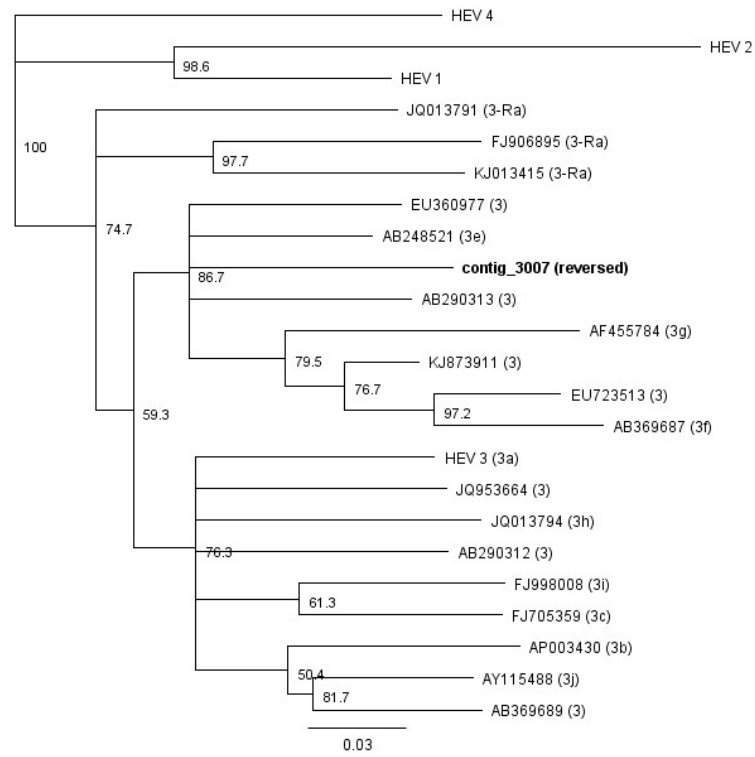 HEV 4
HEV 2
98.6
HEV 1
JQ013791 (3-Ra)
100
FJ906895 (3-Ra)
97.7
KJ013415 (3-Ra)
EU360977 (3)
74.7
AB248521 (3e)
contig_3007 (reversed)
86.7
AB290313 (3)
AF455784 (3g)
79.5
KJ873911 (3)
76.7
EU723513 (3)
97.2
59.3
AB369687 (3f)
HEV 3 (3a)
JQ953664 (3)
JQ013794 (3h)
76.3
AB290312 (3)
FJ998008 (3i)
61.3
FJ705359 (3c)
AP003430 (3b)
50.4
AY115488 (3j)
81.7
AB369689 (3)
0.03